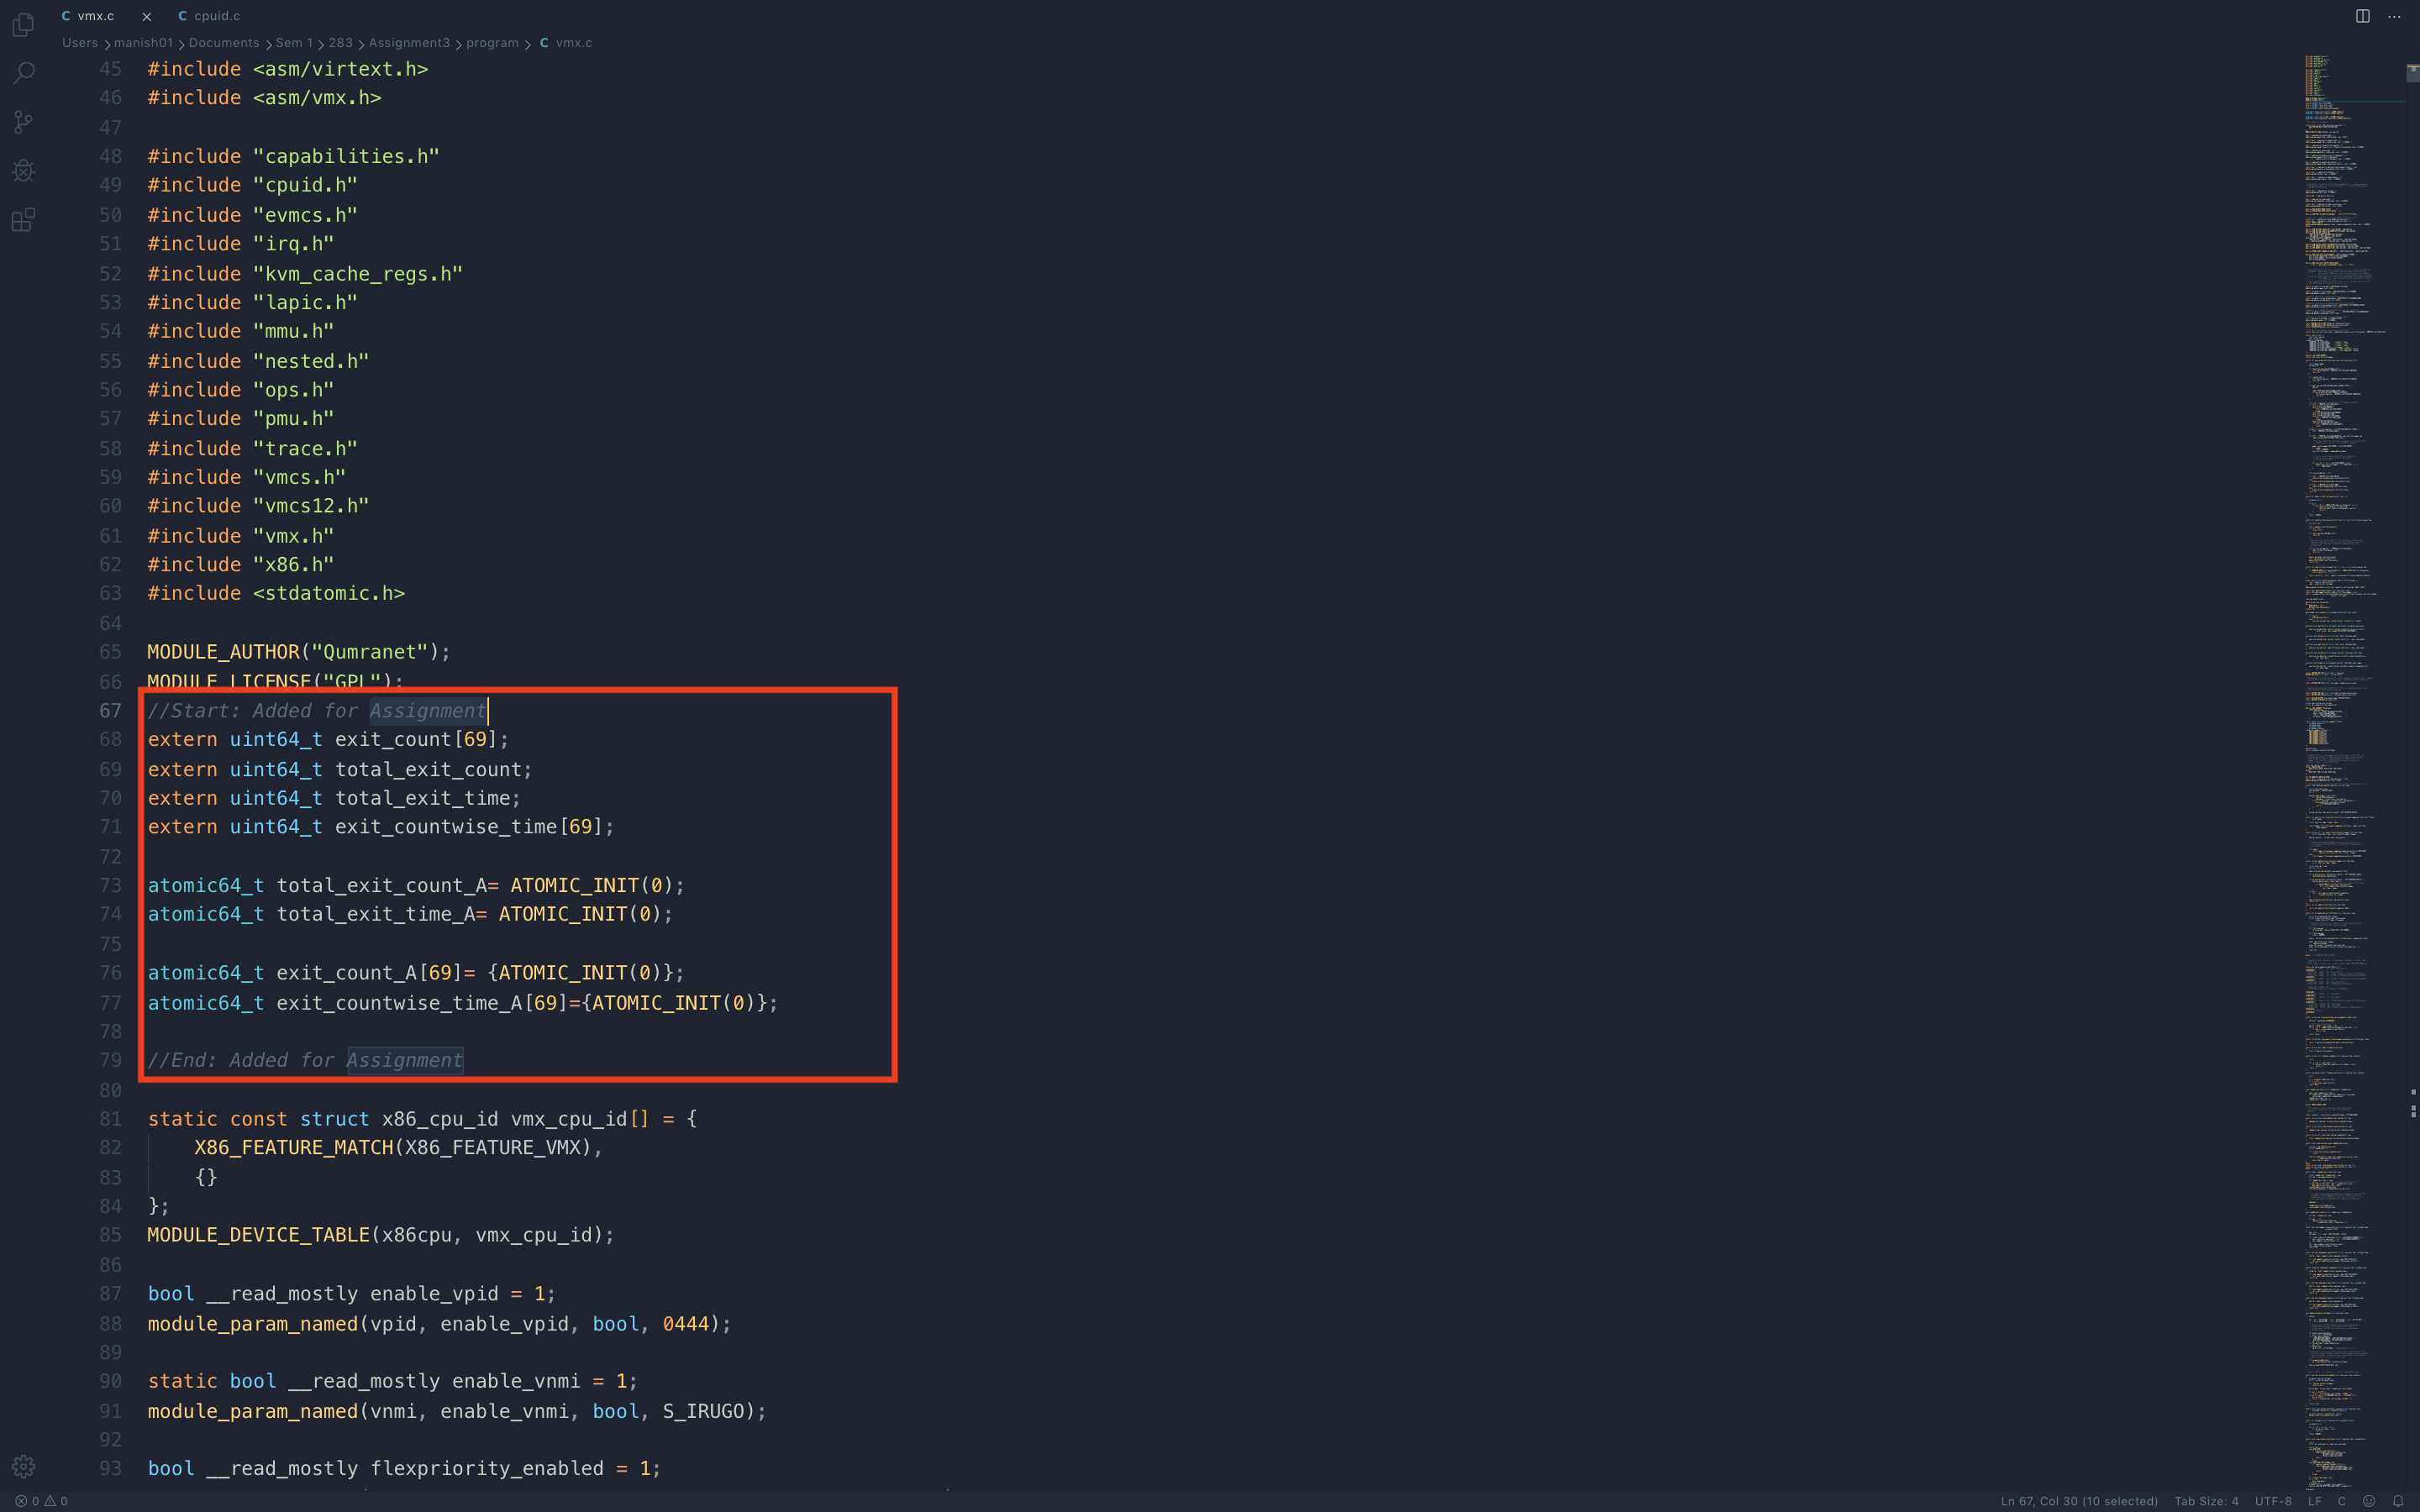 vmx.c
cpuid.c
Users > manish01 > Documents > Sem 1 > 283 > Assignment3 > program > C vmx.c
45 #include <asm/virtext.h>
46 #include <asm/vmx.h>
47
48 #include "capabilities.h"
49 #include "cpuid.h"
50 #include "evmcs.h"
51 #include "irq.h"
52 #include "kvm_cache_regs.h"
53 #include "lapic.h"
54 #include "mmu.h"
55 #include "nested.h"
56 #include "ops.h"
57 #include "pmu.h"
58 #include "trace.h"
59 #include "vmcs.h"
60 #include "vmcs12.h"
61 #include "vmx.h"
62 #include "x86.h"
63 #include <stdatomic.h>
64
65 MODULE_AUTHOR("Qumranet");
66 MODULE_LICENSE("GPL");
67 //Start: Added for Assignment
68 extern uint64_t exit_count[69];
69 extern uint64_t total_exit_count;
70 extern uint64_t total_exit_time;
71 extern uint64_t exit_countwise_time[69];
72
73 atomic64_t total_exit_count_A= ATOMIC_INIT(0);
74 atomic64_t total_exit_time_A= ATOMIC_INIT(0);
75
76 atomic64_t exit_count_A[69]= {ATOMIC_INIT(0)};
77 atomic64_t exit_countwise_time_A[69]={ATOMIC_INIT(0)};
78
79 //End: Added for Assignment
80
81 static const struct x86_cpu_id vmx_cpu_id[] = {
82     X86_FEATURE_MATCH(X86_FEATURE_VMX),
83     {}
84 };
85 MODULE_DEVICE_TABLE(x86cpu, vmx_cpu_id);
86
87 bool __read_mostly enable_vpid = 1;
88 module_param_named(vpid, enable_vpid, bool, 0444);
89
90 static bool __read_mostly enable_vnmi = 1;
91 module_param_named(vnmi, enable_vnmi, bool, S_IRUGO);
92
93 bool __read_mostly flexpriority_enabled = 1;
0 0 Ln 67, Col 30 (10 selected) Tab Size: 4 UTF-8 LF C